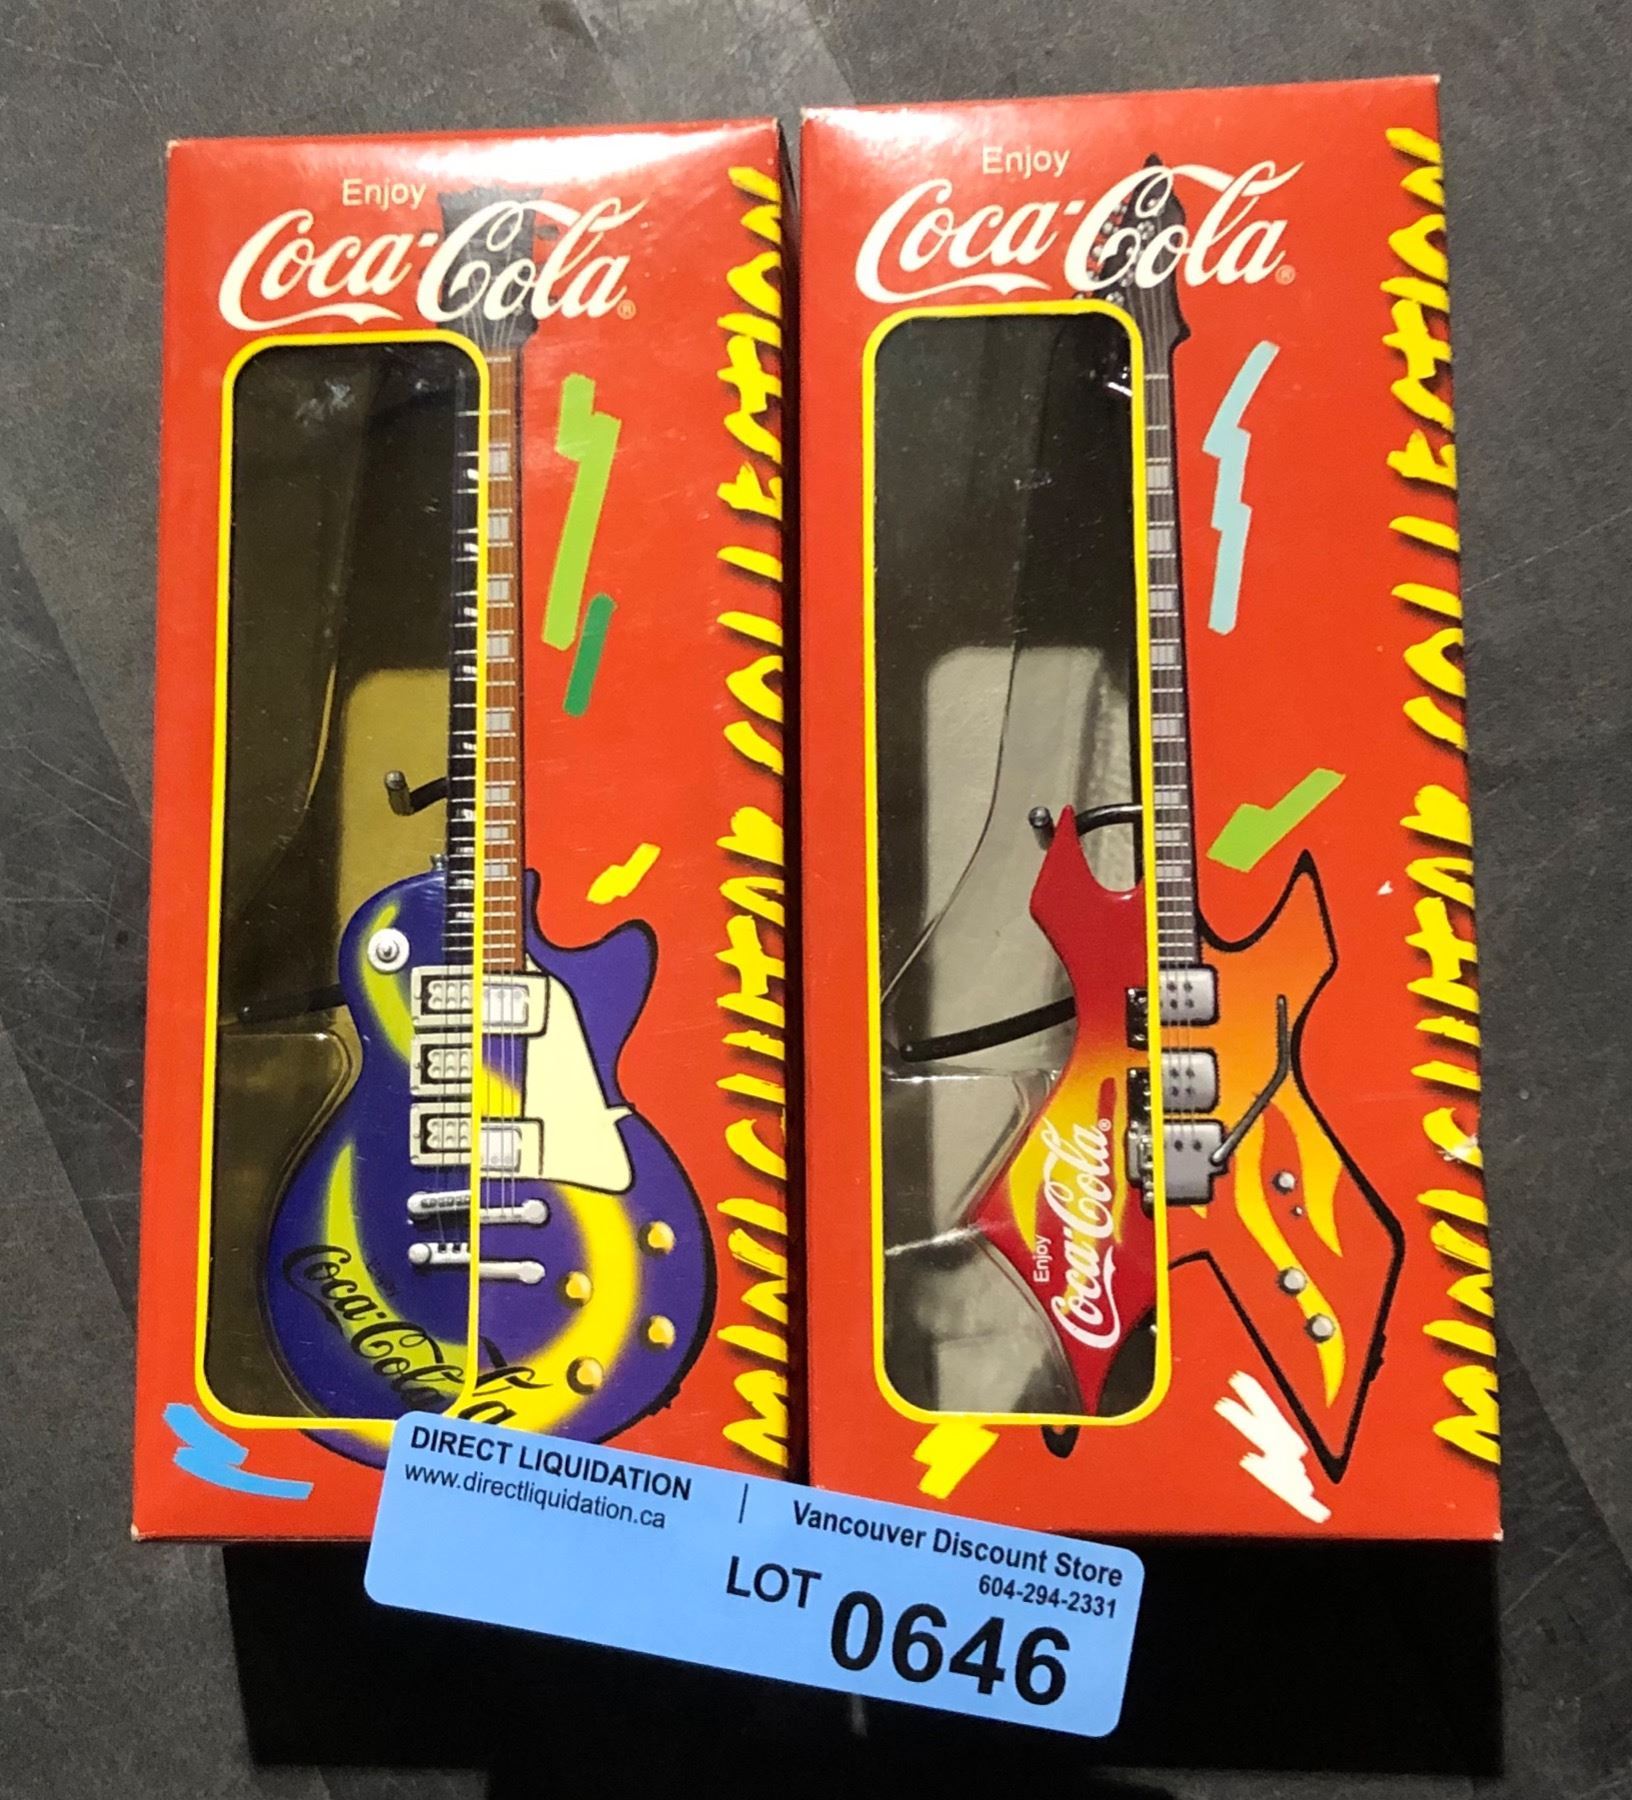 Enjoy
Coca-Cola®
MINI GUITAR COLLECTION
Coca-Cola
Enjoy
Coca-Cola®
MINI GUITAR COLLECTION
Enjoy
Coca-Cola®
DIRECT LIQUIDATION | Vancouver Discount Store
www.directliquidation.ca
604-294-2331
LOT 0646